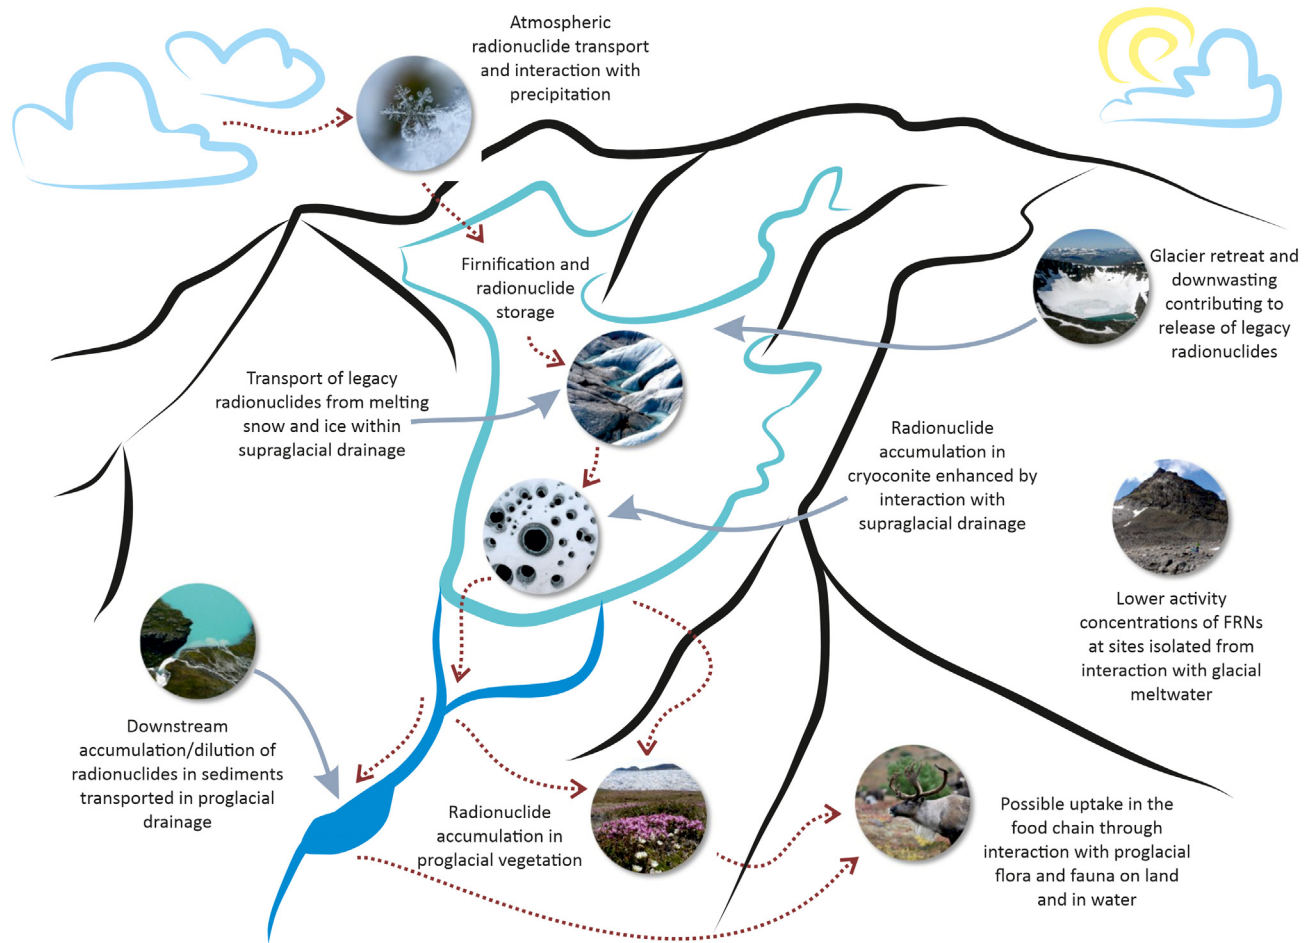 Atmospheric
radionuclide transport
and interaction with
precipitation
Firnification and
radionuclide
storage
Glacier retreat and
downwasting
contributing to
release of legacy
radionuclides
Transport of legacy
radionuclides from melting
snow and ice within
supraglacial drainage
Radionuclide
accumulation in
cryoconite enhanced by
interaction with
supraglacial drainage
Lower activity
concentrations of FRNs
at sites isolated from
interaction with glacial
meltwater
Downstream
accumulation/dilution of
radionuclides in sediments
transported in proglacial
drainage
Radionuclide
accumulation in
proglacial vegetation
Possible uptake in the
food chain through
interaction with proglacial
flora and fauna on land
and in water